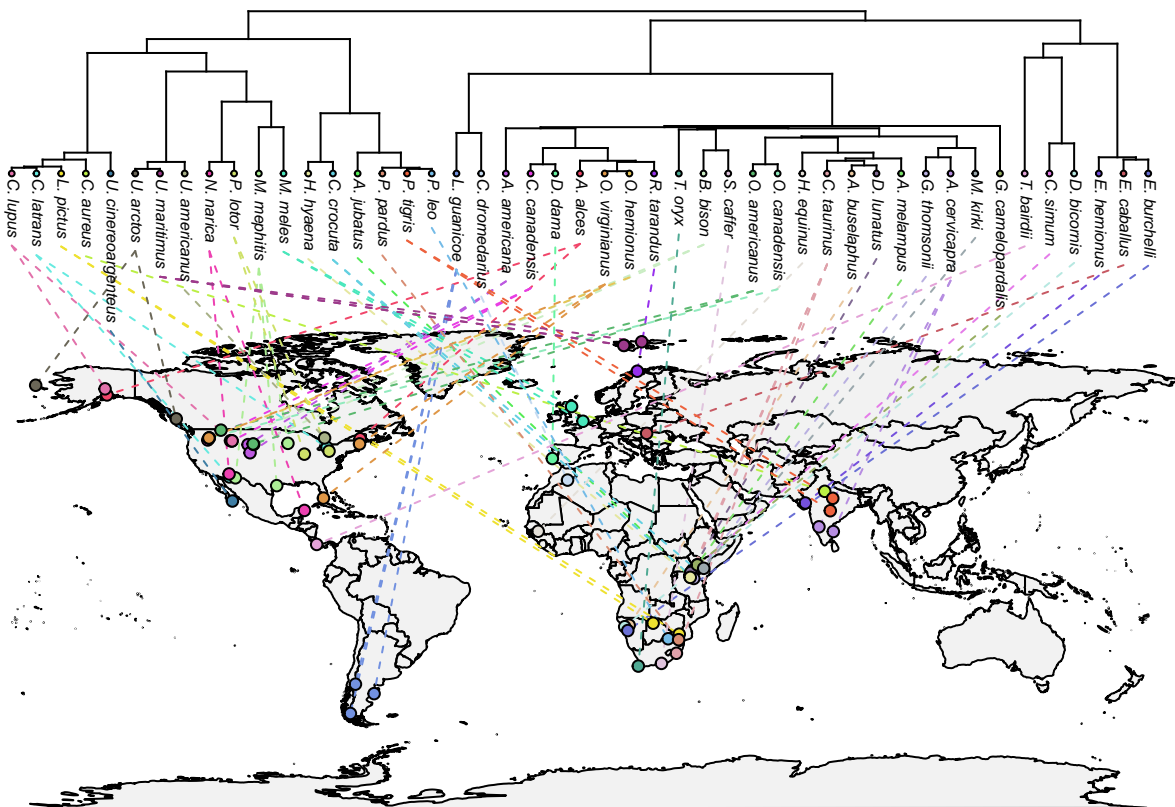 C. lupus
C. latrans
L. pictus
C. aureus
U. cinereoargenteus
U. arctos
U. maritimus
U. americanus
N. narica
P. lotor
M. mephitis
M. meles
H. hyaena
C. crocuta
A. jubatus
P. pardus
P. tigris
P. leo
L. guanicoe
C. dromedarius
A. americana
C. canadensis
D. dama
A. alces
O. virginianus
O. hemionus
R. tarandus
T. oryx
B. bison
S. caffer
O. americanus
O. canadensis
H. equinus
C. taurinus
A. buselaphus
D. lunatus
A. melampus
G. thomsonii
A. cervicapra
M. kirki
G. camelopardalis
T. bairdii
C. simum
D. bicornis
E. hemionus
E. caballus
E. burchelli